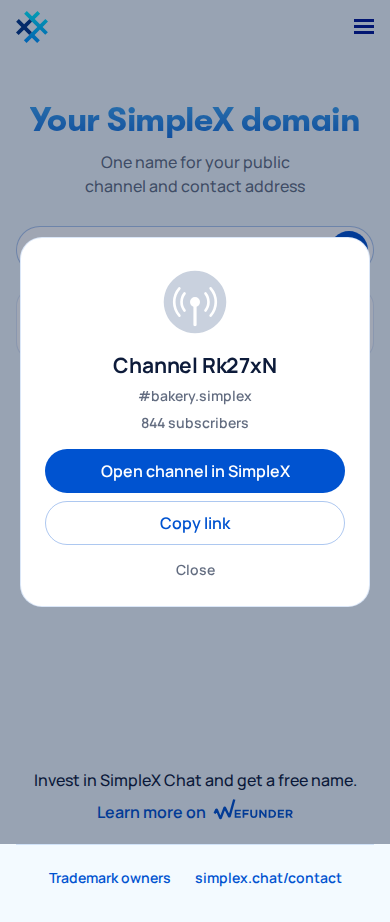 Your SimpleX domain
One name for your public
channel and contact address
Channel Rk27xN
#bakery.simplex
844 subscribers
Open channel in SimpleX
Copy link
Close
Invest in SimpleX Chat and get a free name.
Learn more on WEFUNDER
Trademark owners simplex.chat/contact